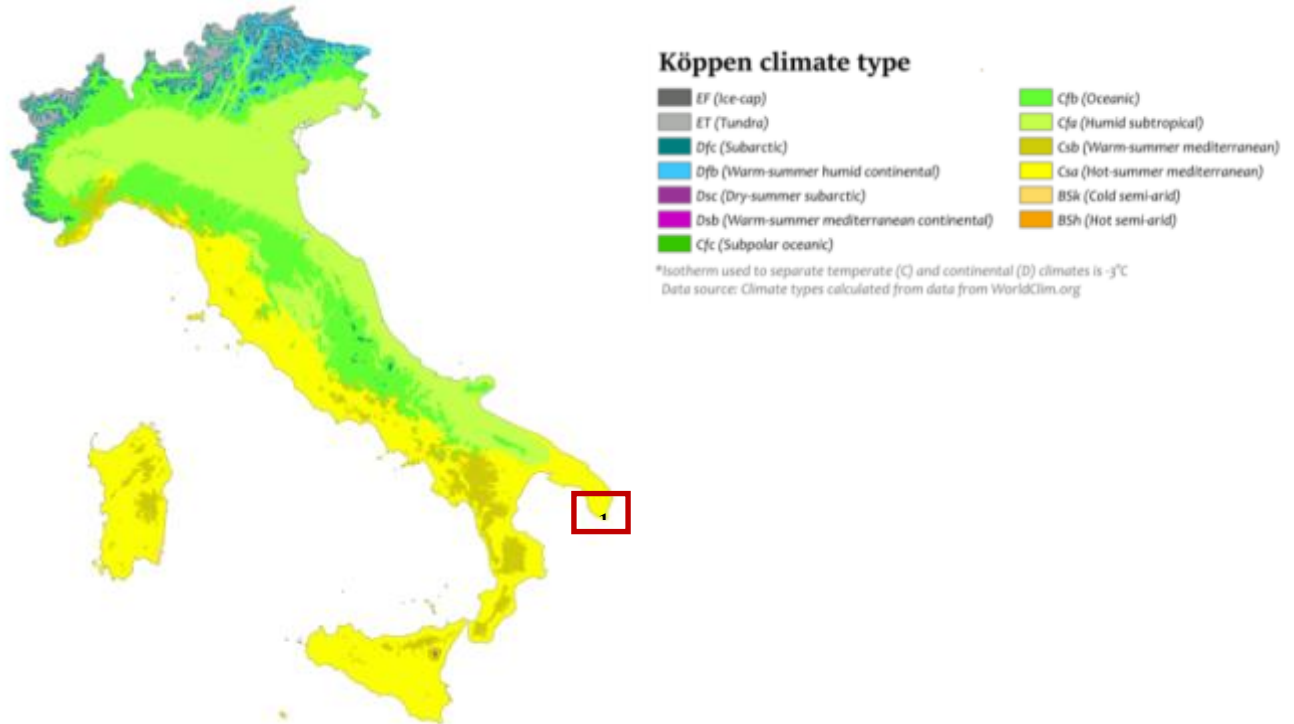 Köppen climate type
EF (Ice-cap)
ET (Tundra)
Dfc (Subarctic)
Dfb (Warm-summer humid continental)
Dsc (Dry-summer subarctic)
Dsb (Warm-summer mediterranean continental)
Cfc (Subpolar oceanic)
Cfb (Oceanic)
Cfa (Humid subtropical)
Csb (Warm-summer mediterranean)
Csa (Hot-summer mediterranean)
BSk (Cold semi-arid)
BSh (Hot semi-arid)
*Isotherm used to separate temperate (C) and continental (D) climates is -3°C
Data source: Climate types calculated from data from WorldClim.org